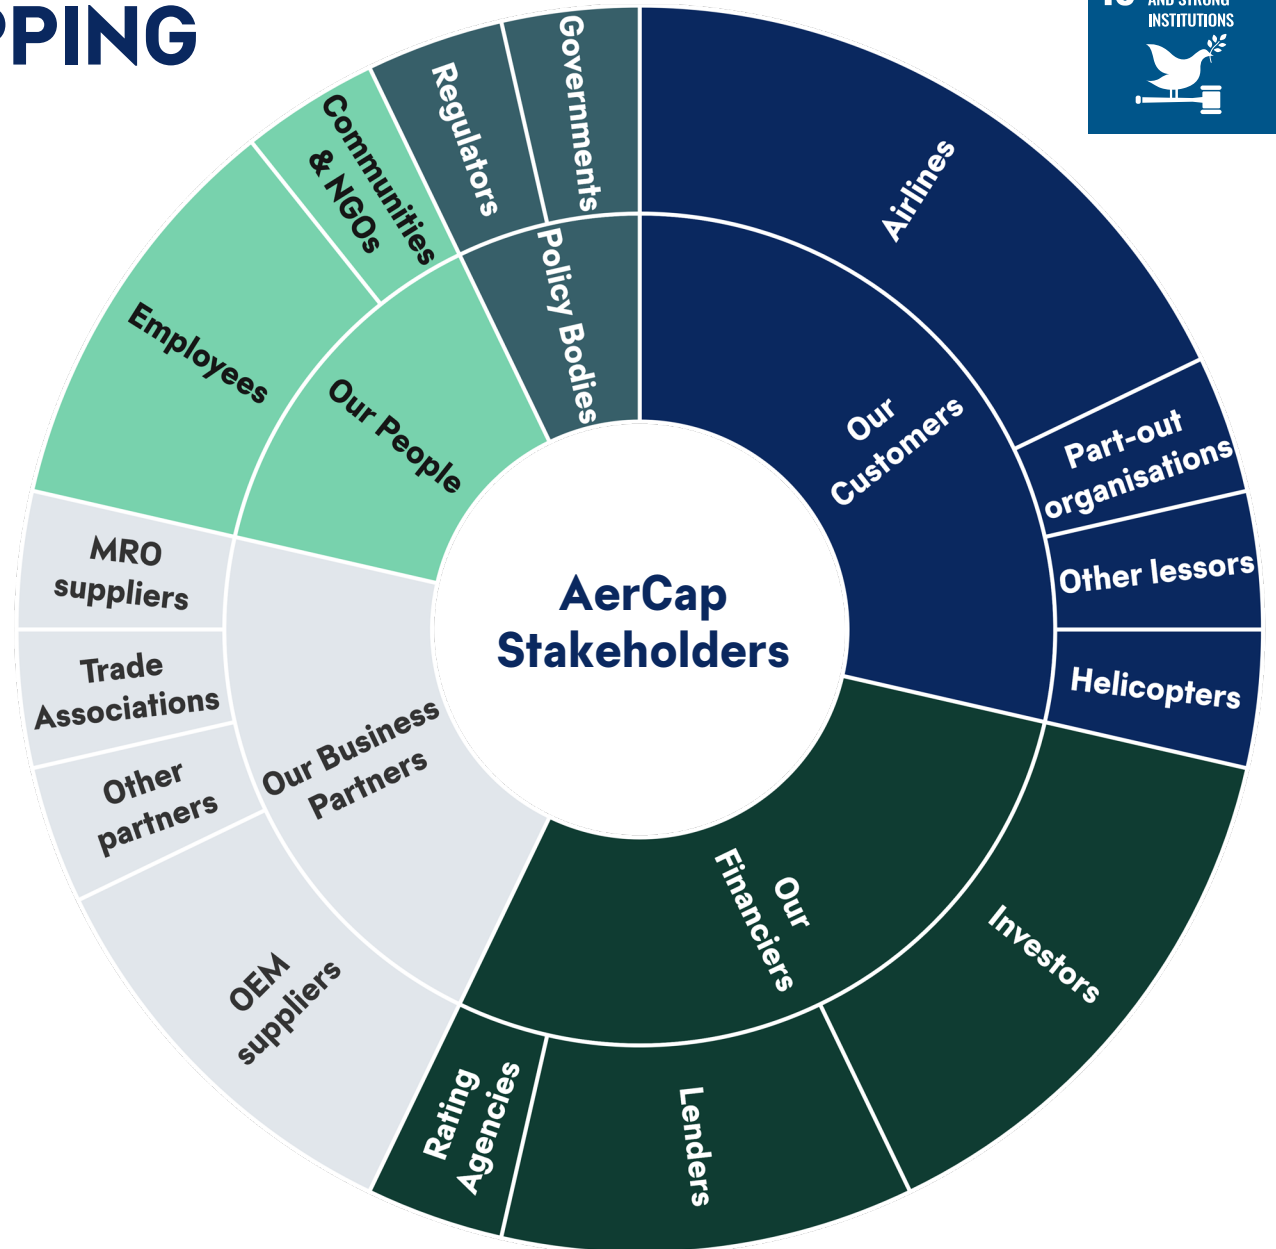 PPING
AND STRONG
INSTITUTIONS
AerCap
Stakeholders
Our
Customers
Airlines
Part-out
organisations
Other lessors
Helicopters
Our
Financiers
Investors
Lenders
Rating
Agencies
Our Business
Partners
OEM
suppliers
Other
partners
Trade
Associations
MRO
suppliers
Our People
Employees
Communities
& NGOs
Policy Bodies
Regulators
Governments